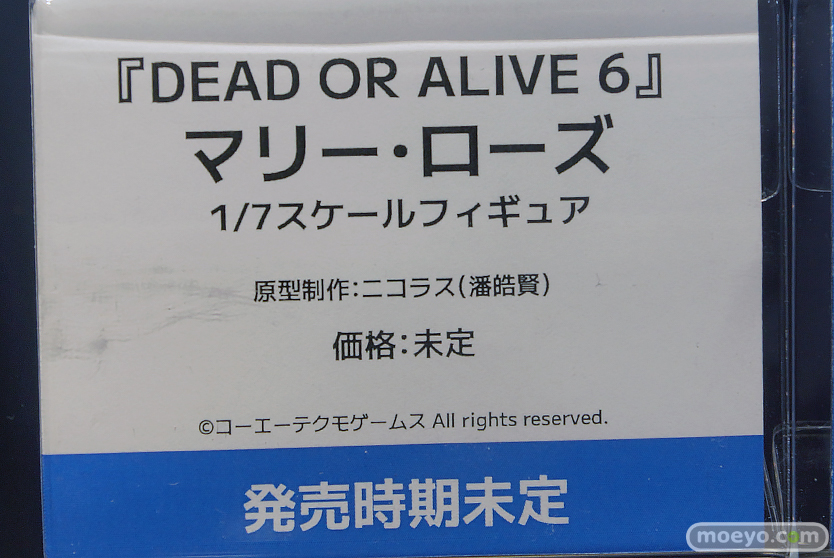 『DEAD OR ALIVE 6』
マリー・ローズ
1/7スケールフィギュア
原型制作：ニコラス(潘皓賢)
価格：未定
©コーエーテクモゲームス All rights reserved.
発売時期未定
moeyo.com